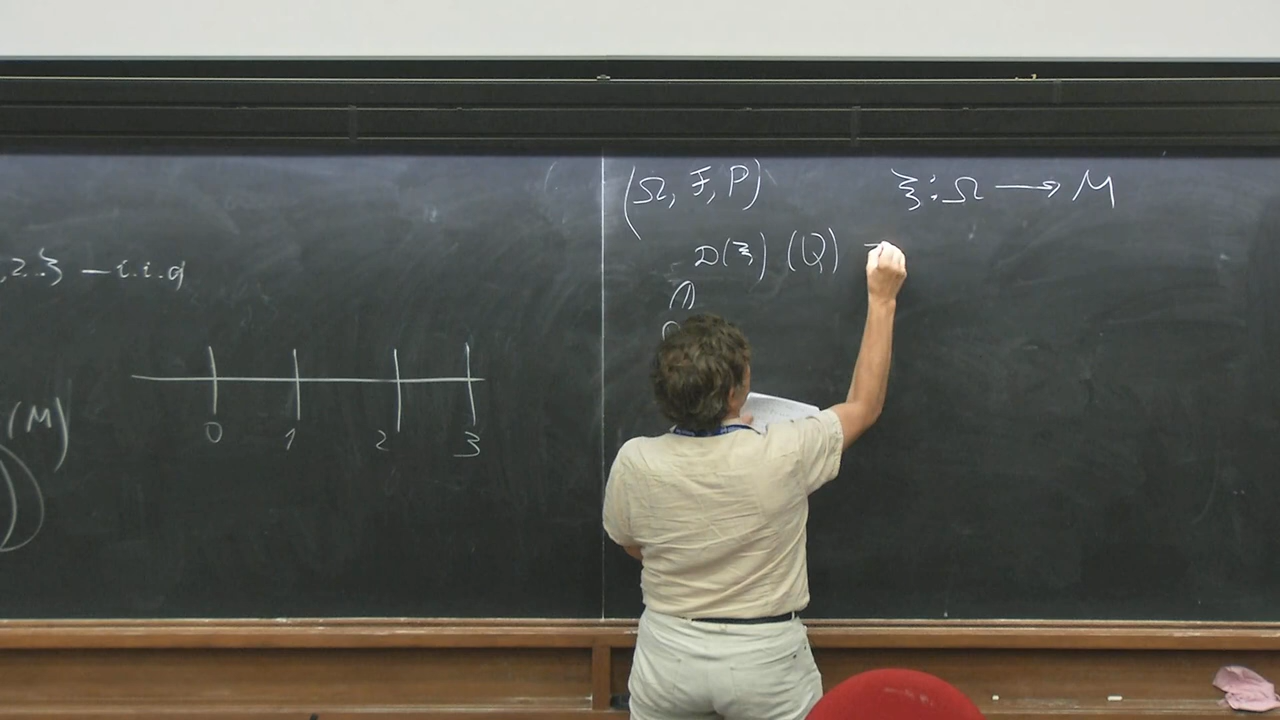 ,2..} — i.i.d
(M)
0 1 2 3
(Ω, F, P) ξ : Ω ⟶ M
D(ξ) (Q)